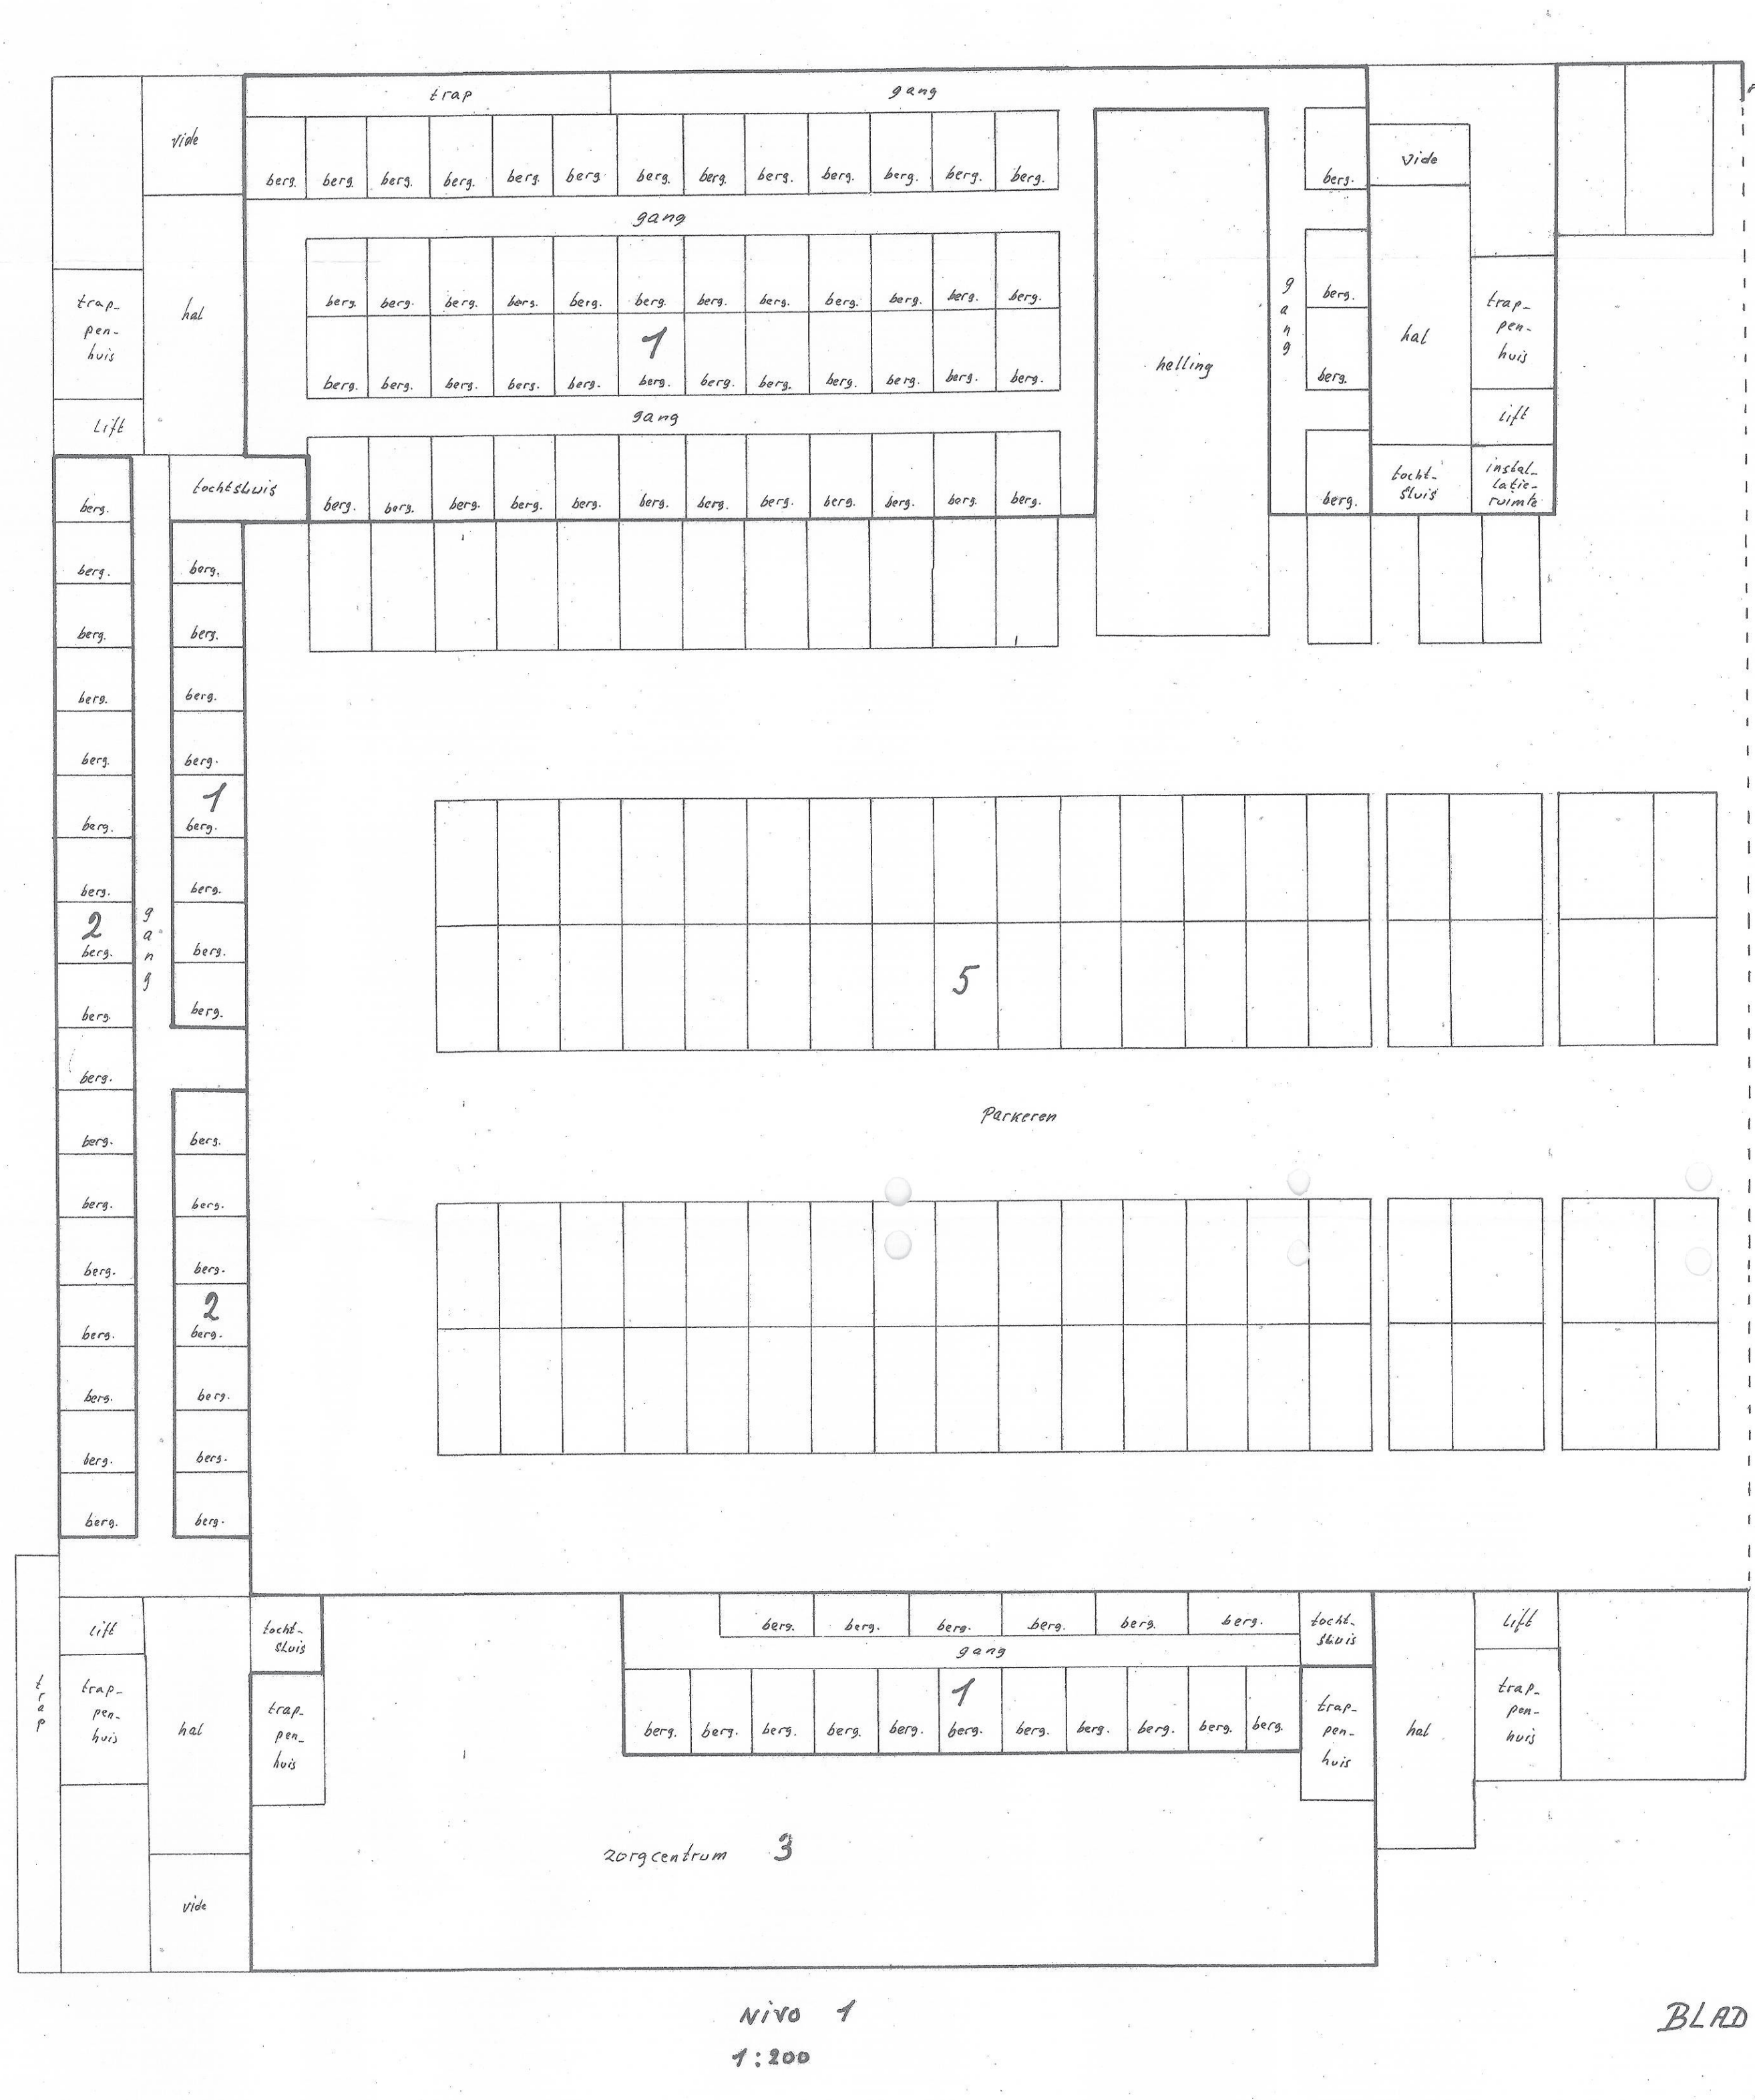 trap gang
vide
vide
berg. berg. berg. berg. berg. berg berg. berg. berg. berg. berg. berg. berg. berg.
gang
berg. berg. berg. berg. berg. berg. berg. berg. berg. berg. berg. berg. berg.
trap-
pen-
huis
hal
1
gang
helling
hal
trap-
pen-
huis
berg. berg. berg. berg. berg. berg. berg. berg. berg. berg. berg. berg. berg.
Lift
gang
lift
tochtsluis
tocht-
sluis
instal-
latie-
ruimte
berg. berg. berg. berg. berg. berg. berg. berg. berg. berg. berg. berg. berg. berg.
berg. berg.
berg. berg.
berg. berg.
berg. berg.
1
berg. berg.
berg. berg.
2
gang
berg. berg.
5
berg. berg.
berg.
Parkeren
berg. berg.
berg. berg.
berg. berg.
2
berg. berg.
berg. berg.
berg. berg.
berg. berg.
lift
tocht-
sluis
berg. berg. berg. berg. berg. berg.
tocht-
sluis
lift
gang
trap
trap-
pen-
huis
hal
trap-
pen-
huis
1
berg. berg. berg. berg. berg. berg. berg. berg. berg. berg. berg.
trap-
pen-
huis
hal
trap-
pen-
huis
zorgcentrum 3
vide
Nivo 1
1:200
BLAD